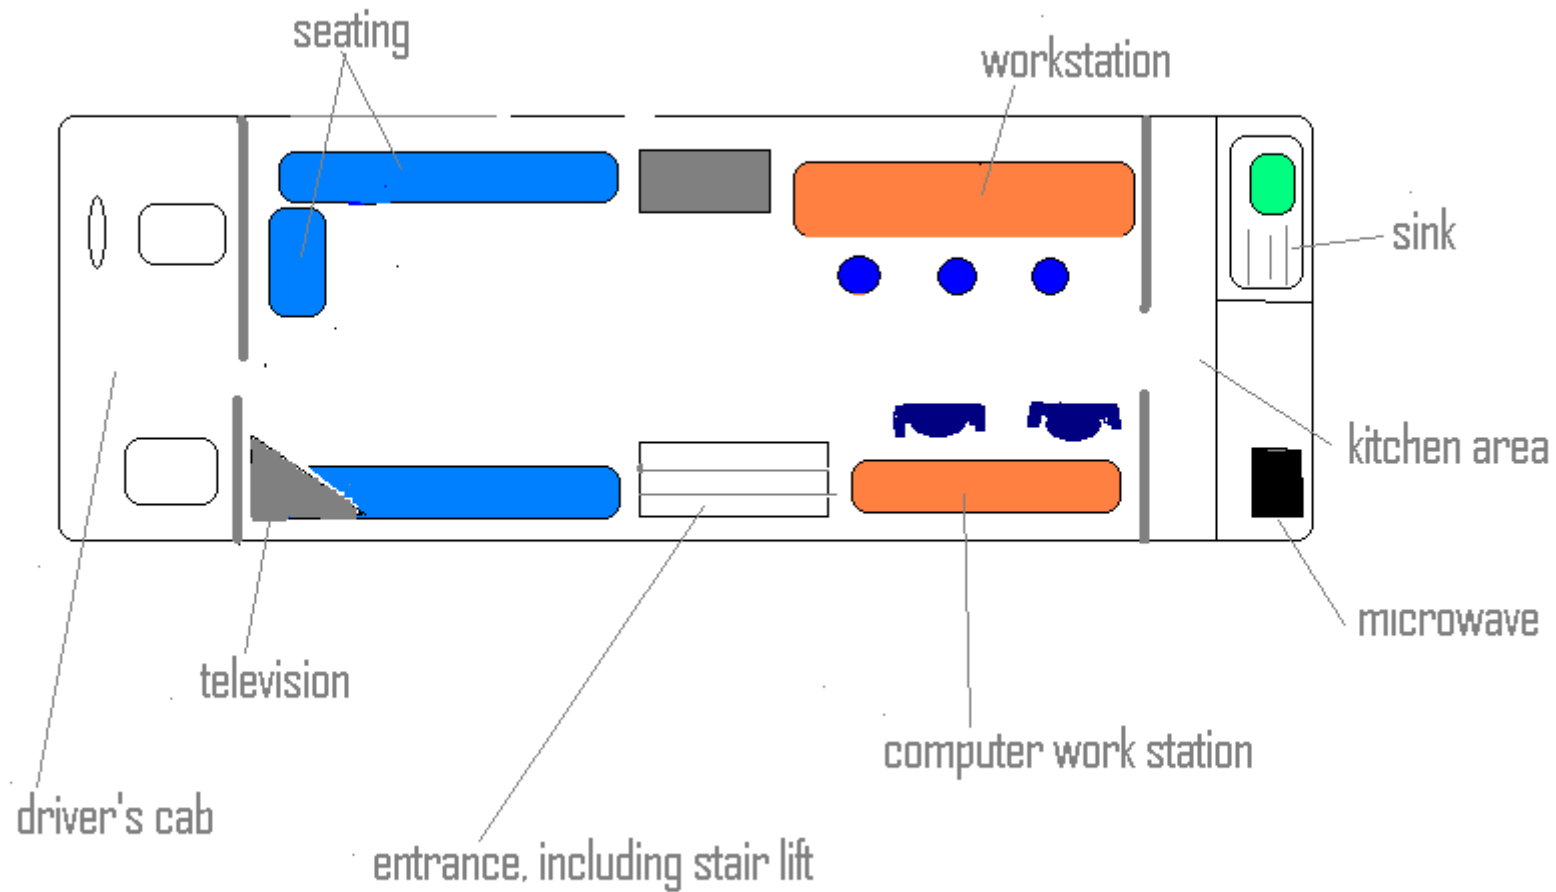 seating
workstation
sink
kitchen area
microwave
television
computer work station
driver's cab
entrance, including stair lift